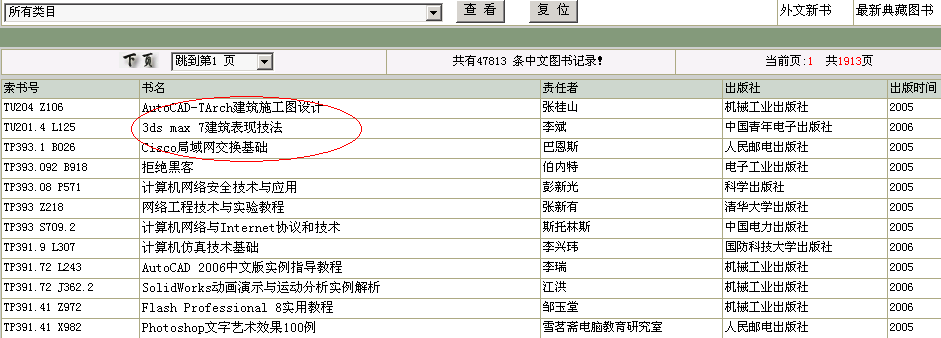 所有类目 查 看 复 位 外文新书 最新典藏图书
下页 跳到第1 页 共有47813 条中文图书记录! 当前页:1 共1913页
索书号 书名 责任者 出版社 出版时间
TU204 Z106 AutoCAD-TArch建筑施工图设计 张桂山 机械工业出版社 2005
TU201.4 L125 3ds max 7建筑表现技法 李斌 中国青年电子出版社 2006
TP393.1 B026 Cisco局域网交换基础 巴恩斯 人民邮电出版社 2005
TP393.092 B918 拒绝黑客 伯内特 电子工业出版社 2005
TP393.08 P571 计算机网络安全技术与应用 彭新光 科学出版社 2005
TP393 Z218 网络工程技术与实验教程 张新有 清华大学出版社 2005
TP393 S709.2 计算机网络与Internet协议和技术 斯托林斯 中国电力出版社 2005
TP391.9 L307 计算机仿真技术基础 李兴玮 国防科技大学出版社 2006
TP391.72 L243 AutoCAD 2006中文版实例指导教程 李瑞 机械工业出版社 2005
TP391.72 J362.2 SolidWorks动画演示与运动分析实例解析 江洪 机械工业出版社 2006
TP391.41 Z972 Flash Professional 8实用教程 邹玉堂 机械工业出版社 2006
TP391.41 X982 Photoshop文字艺术效果100例 雪茗斋电脑教育研究室 人民邮电出版社 2005